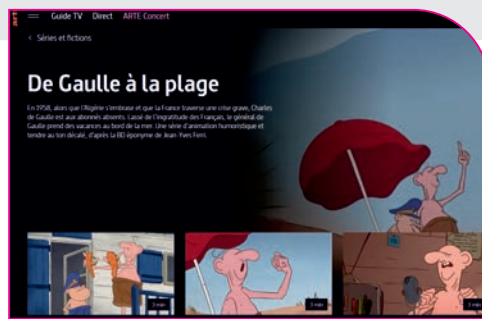 arte
Guide TV Direct ARTE Concert
< Séries et fictions
De Gaulle à la plage
En 1958, alors que l'Algérie s'embrase et que la France traverse une crise grave, Charles
de Gaulle est aux abonnés absents. Lassé de l'ingratitude des Français, le général de
Gaulle prend des vacances au bord de la mer. Une série d'animation humoristique et
tendre au ton décalé, d'après la BD éponyme de Jean-Yves Ferri.
3 min
3 min
3 min